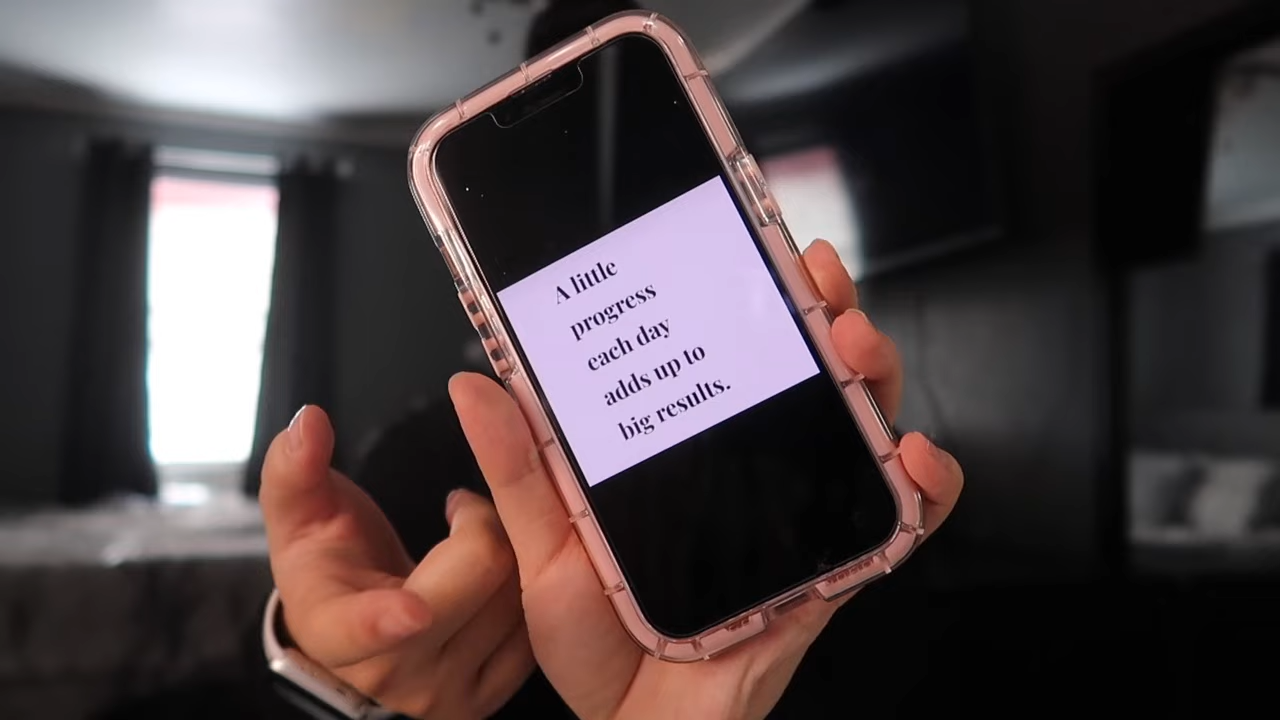 A little
progress
each day
adds up to
big results.